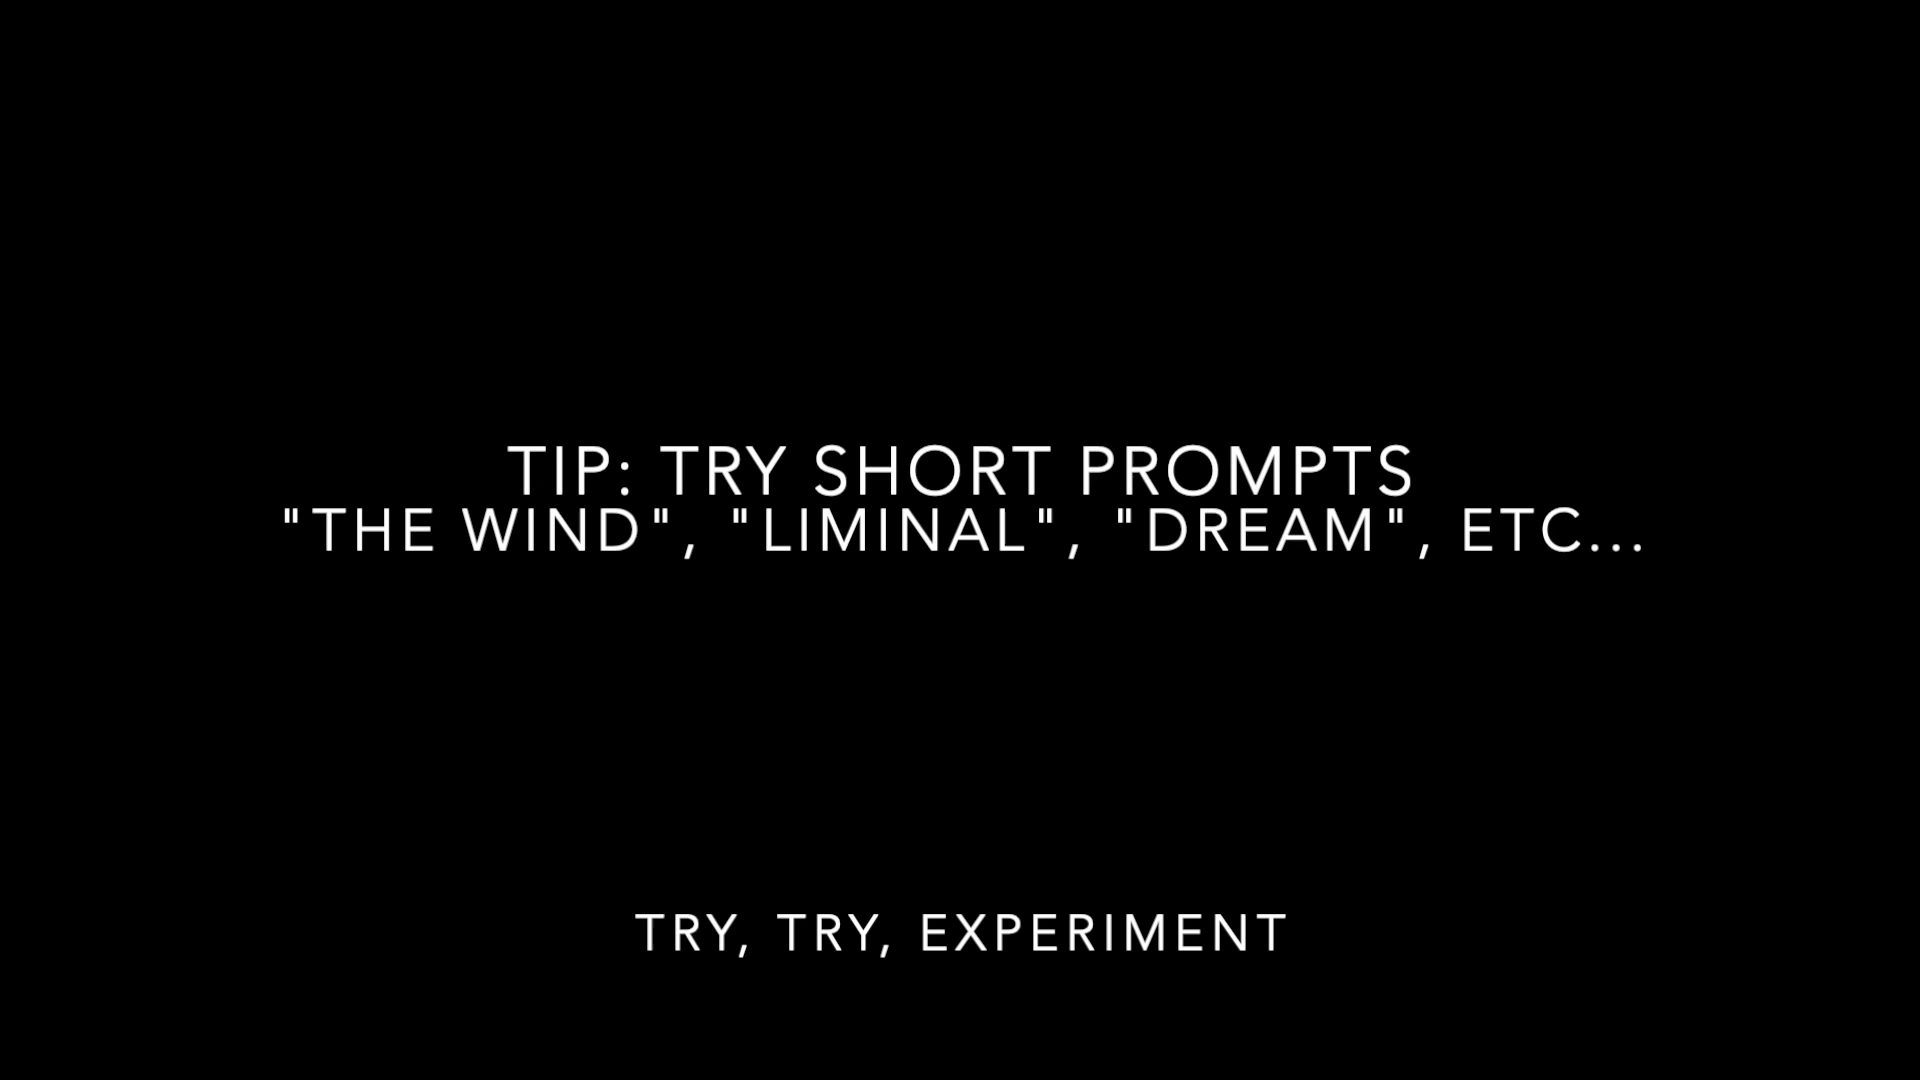 TIP: TRY SHORT PROMPTS
"THE WIND", "LIMINAL", "DREAM", ETC...
TRY, TRY, EXPERIMENT